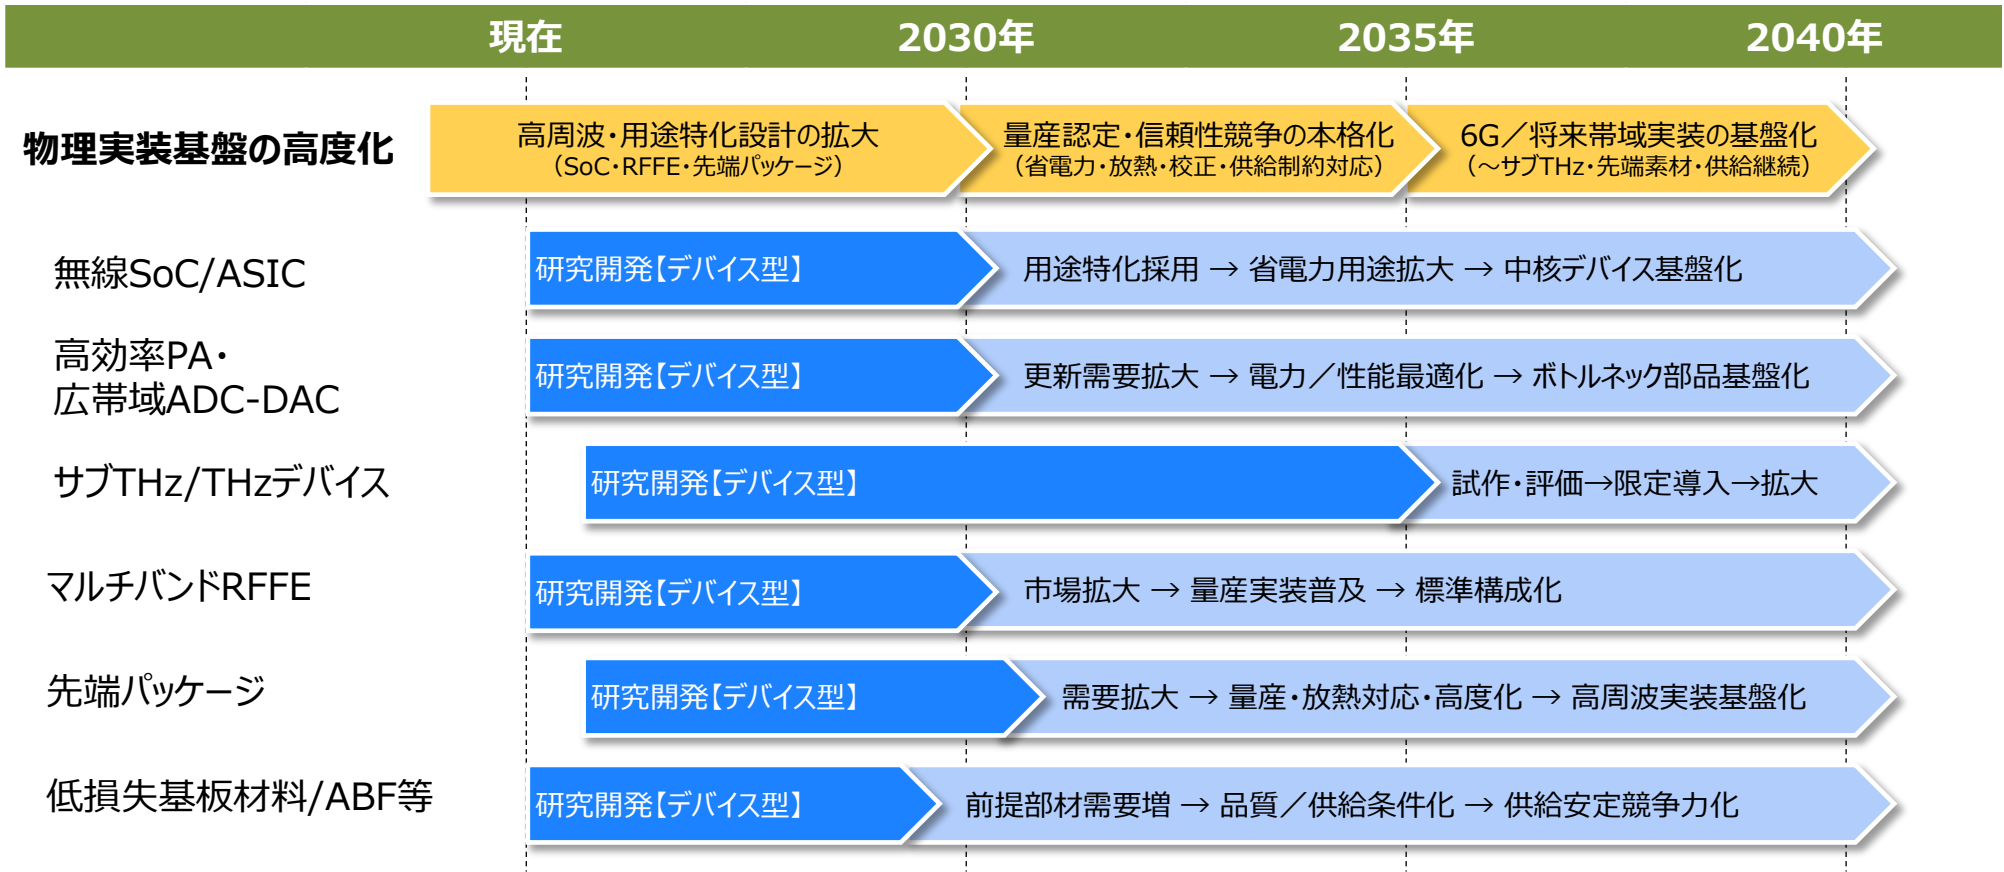 現在 2030年 2035年 2040年
物理実装基盤の高度化
高周波・用途特化設計の拡大
（SoC・RFFE・先端パッケージ）
量産認定・信頼性競争の本格化
（省電力・放熱・校正・供給制約対応）
6G／将来帯域実装の基盤化
（～サブTHz・先端素材・供給継続）
無線SoC/ASIC
研究開発【デバイス型】
用途特化採用 → 省電力用途拡大 → 中核デバイス基盤化
高効率PA・
広帯域ADC-DAC
研究開発【デバイス型】
更新需要拡大 → 電力／性能最適化 → ボトルネック部品基盤化
サブTHz/THzデバイス
研究開発【デバイス型】
試作・評価→限定導入→拡大
マルチバンドRFFE
研究開発【デバイス型】
市場拡大 → 量産実装普及 → 標準構成化
先端パッケージ
研究開発【デバイス型】
需要拡大 → 量産・放熱対応・高度化 → 高周波実装基盤化
低損失基板材料/ABF等
研究開発【デバイス型】
前提部材需要増 → 品質／供給条件化 → 供給安定競争力化